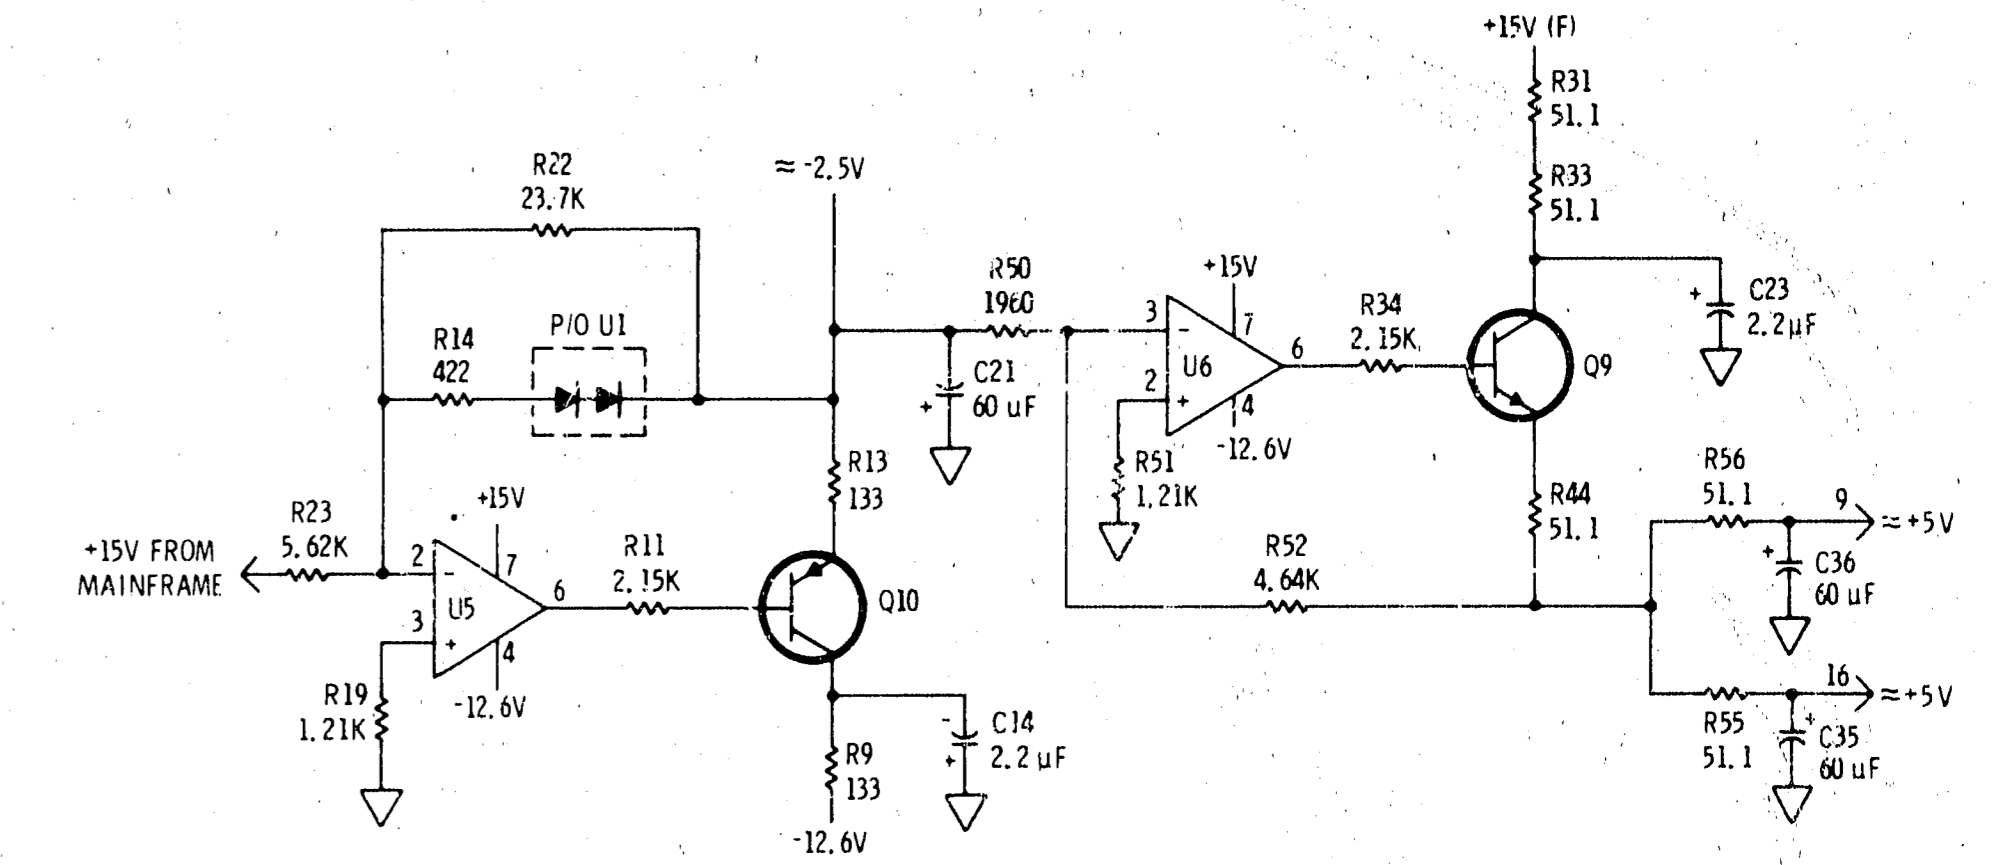 +15V (F)
R31
51.1
R33
51.1
R22
23.7K
≈ -2.5V
P/O U1
R14
422
R50
1960
+15V
3
-
7
U6
6
2
+
4
-12.6V
R34
2.15K
C23
+
2.2µF
Q9
C21
+
60 uF
R51
1.21K
R13
133
R44
51.1
R56
51.1
9
≈+5V
+
C36
60 uF
R52
4.64K
+15V FROM
MAINFRAME
R23
5.62K
+15V
2
-
7
U5
6
3
+
4
-12.6V
R11
2.15K
Q10
R19
1.21K
-
C14
+
2.2 µF
R9
133
-12.6V
16
≈+5V
R55
51.1
+
C35
60 uF